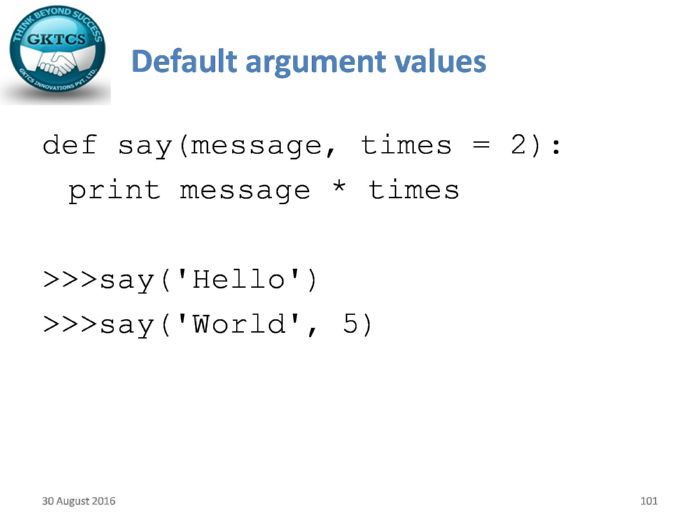 THINK BEYOND SUCCESS
GKTCS
GKTCS INNOVATIONS PVT. LTD.
Default argument values
def say(message, times = 2):
print message * times
>>>say('Hello')
>>>say('World', 5)
30 August 2016
101